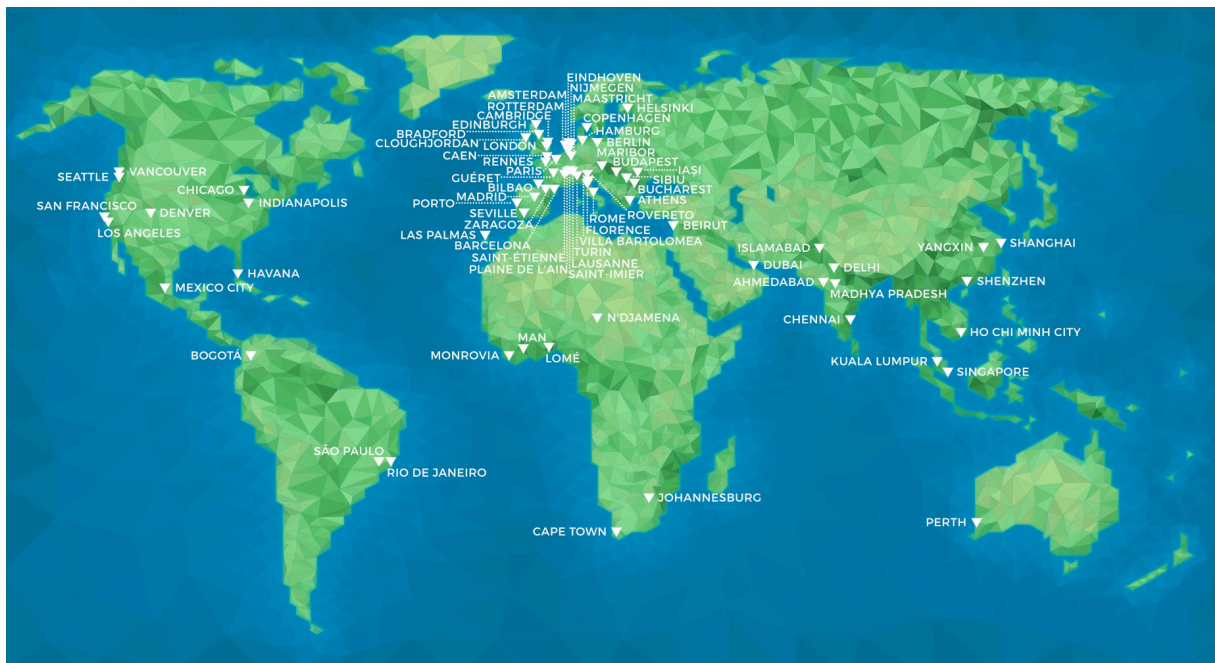 EINDHOVEN
NIJMEGEN
AMSTERDAM
MAASTRICHT
ROTTERDAM
HELSINKI
CAMBRIDGE
COPENHAGEN
EDINBURGH
HAMBURG
BRADFORD
BERLIN
CLOUGHJORDAN
LONDON
MARIBOR
CAEN
BUDAPEST
RENNES
IAȘI
PARIS
SIBIU
GUÉRET
BUCHAREST
BILBAO
ATHENS
MADRID
PORTO
SEVILLE
ROME
ROVERETO
ZARAGOZA
FLORENCE
BEIRUT
LAS PALMAS
BARCELONA
VILLA BARTOLOMEA
SAINT-ÉTIENNE
TURIN
PLAINE DE L'AIN
LAUSANNE
SAINT-IMIER
VANCOUVER
SEATTLE
CHICAGO
INDIANAPOLIS
SAN FRANCISCO
DENVER
LOS ANGELES
HAVANA
MEXICO CITY
BOGOTÁ
SÃO PAULO
RIO DE JANEIRO
N'DJAMENA
MAN
MONROVIA
LOMÉ
JOHANNESBURG
CAPE TOWN
ISLAMABAD
YANGXIN
SHANGHAI
DUBAI
DELHI
AHMEDABAD
SHENZHEN
MADHYA PRADESH
CHENNAI
HO CHI MINH CITY
KUALA LUMPUR
SINGAPORE
PERTH